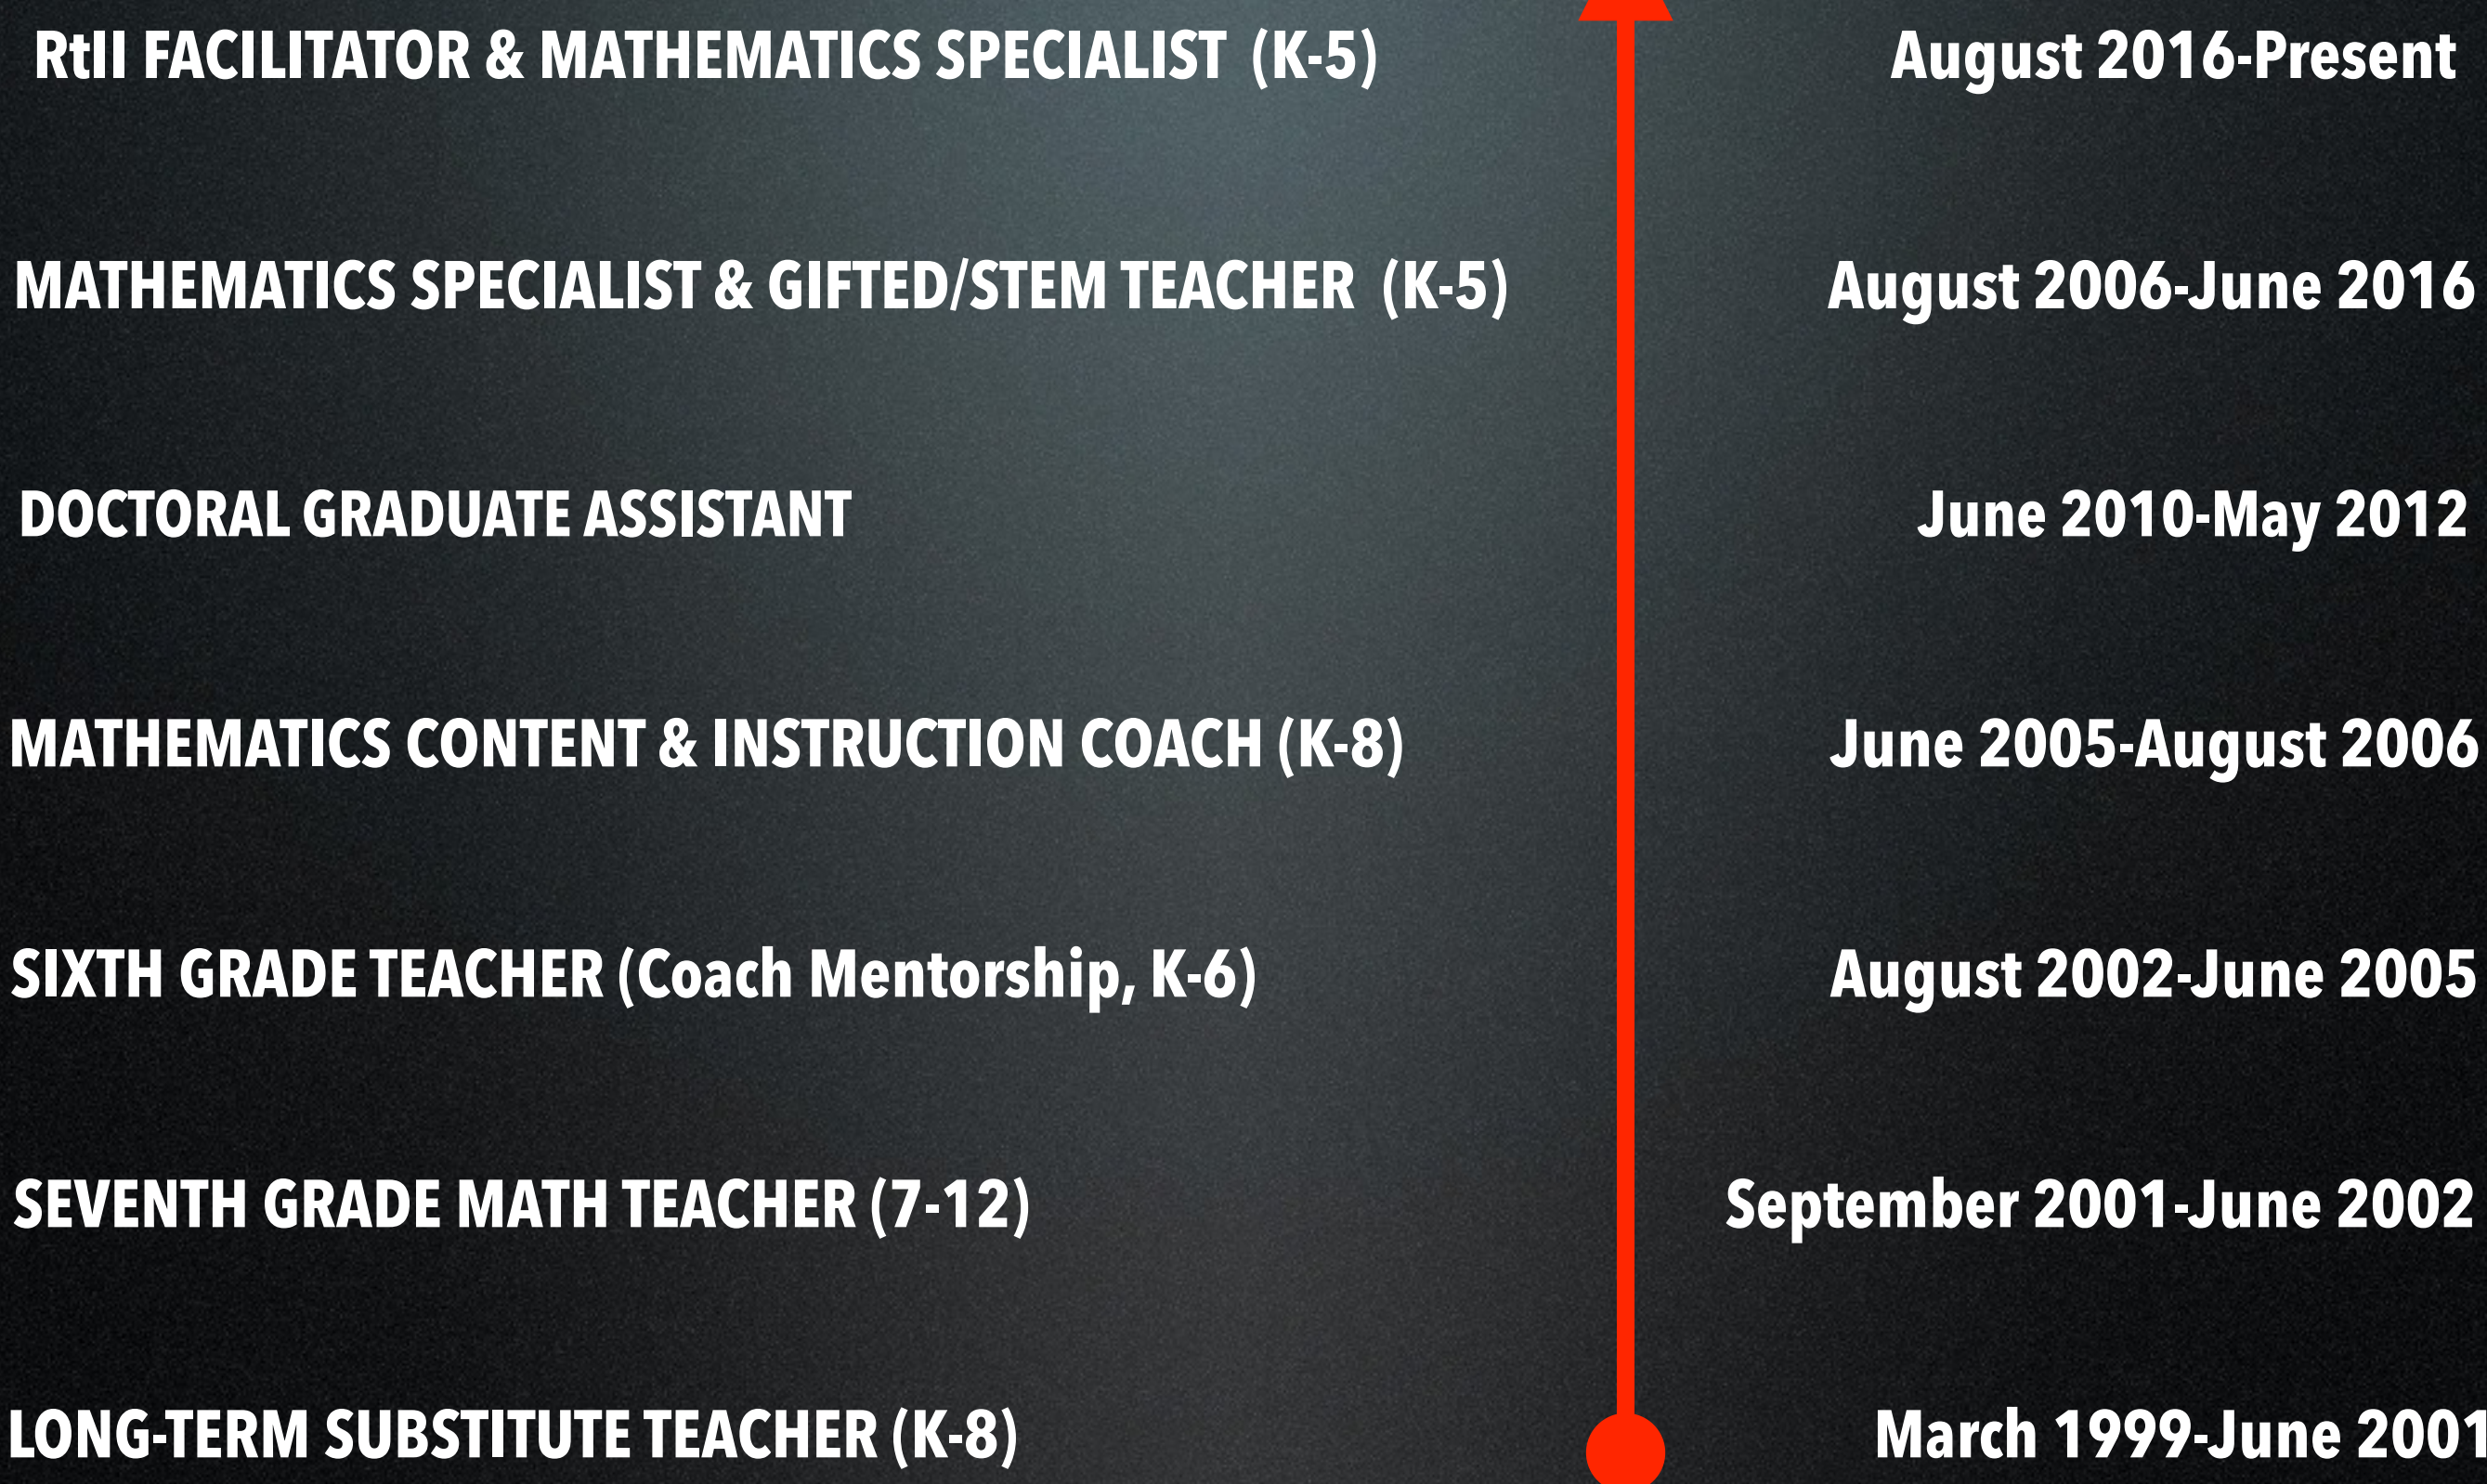 RtII FACILITATOR & MATHEMATICS SPECIALIST (K-5) August 2016-Present
MATHEMATICS SPECIALIST & GIFTED/STEM TEACHER (K-5) August 2006-June 2016
DOCTORAL GRADUATE ASSISTANT June 2010-May 2012
MATHEMATICS CONTENT & INSTRUCTION COACH (K-8) June 2005-August 2006
SIXTH GRADE TEACHER (Coach Mentorship, K-6) August 2002-June 2005
SEVENTH GRADE MATH TEACHER (7-12) September 2001-June 2002
LONG-TERM SUBSTITUTE TEACHER (K-8) March 1999-June 2001